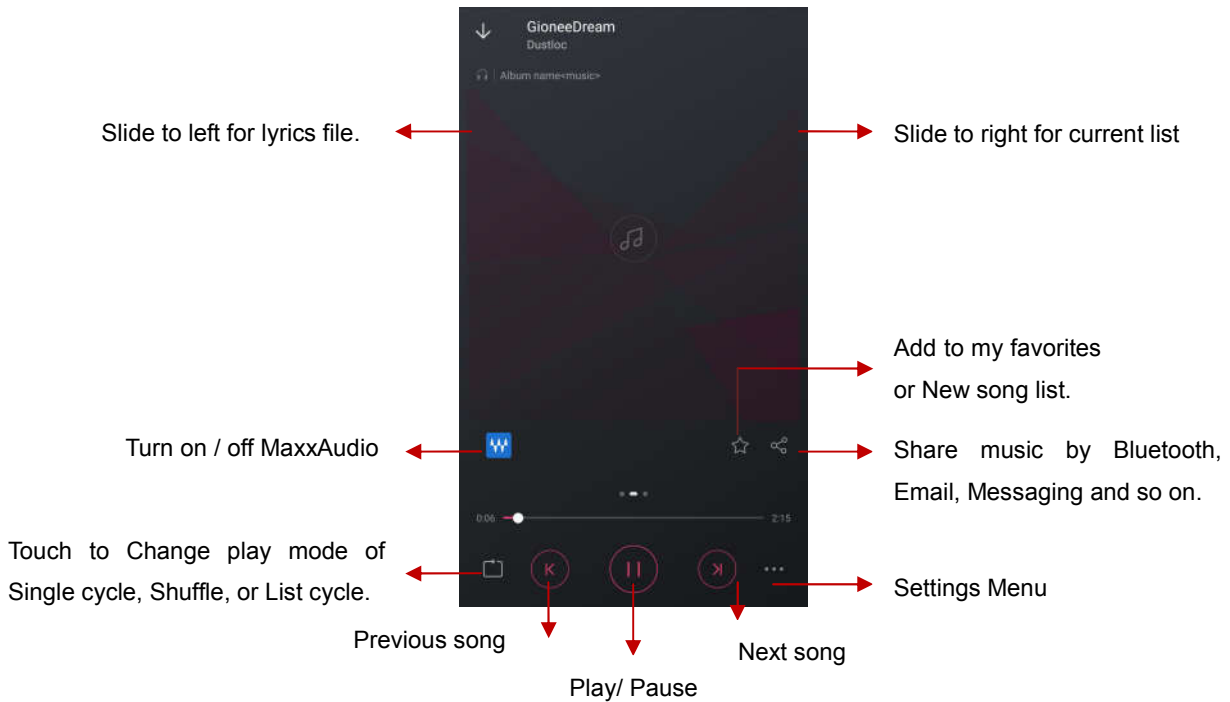 GioneeDream
Dustloc
Album name<music>
Slide to left for lyrics file.
Slide to right for current list
Add to my favorites
or New song list.
Turn on / off MaxxAudio
Share music by Bluetooth,
Email, Messaging and so on.
0:06
2:15
Touch to Change play mode of
Single cycle, Shuffle, or List cycle.
Settings Menu
Previous song
Next song
Play/ Pause